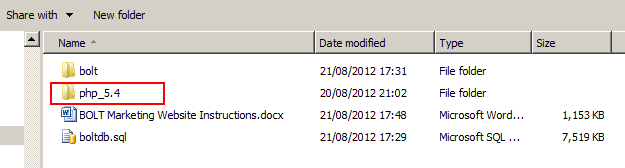 Share with New folder
Name Date modified Type Size
bolt 21/08/2012 17:31 File folder
php_5.4 20/08/2012 21:02 File folder
BOLT Marketing Website Instructions.docx 21/08/2012 17:48 Microsoft Word... 1,153 KB
boltdb.sql 21/08/2012 17:29 Microsoft SQL ... 7,519 KB